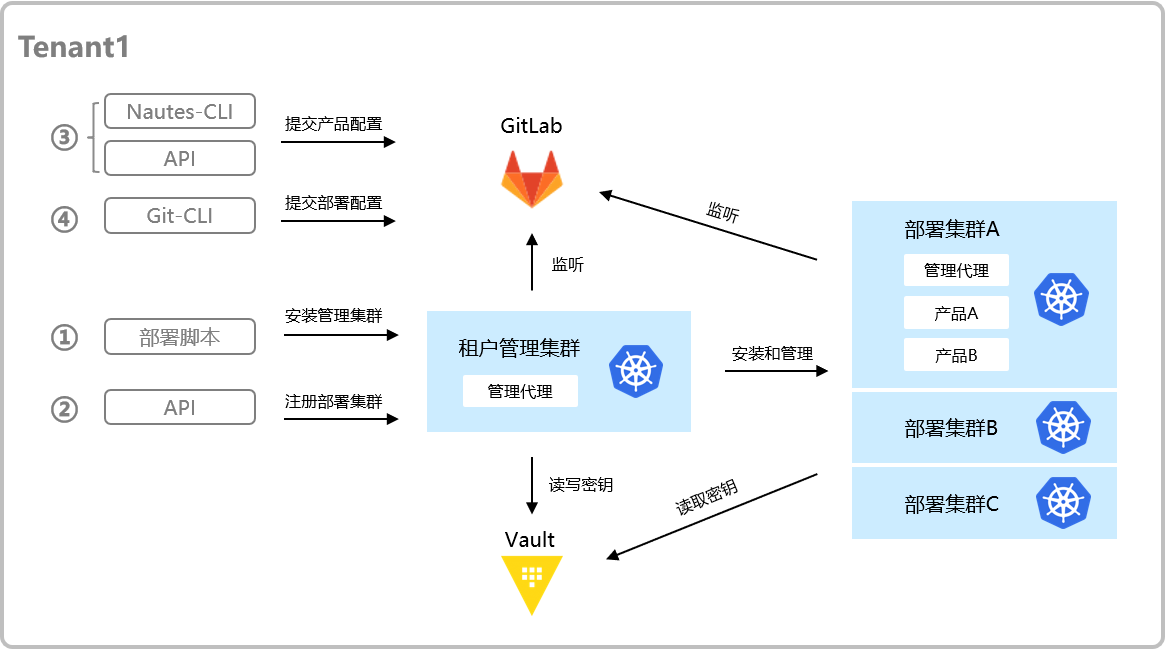 Tenant1
③
Nautes-CLI
API
提交产品配置
④
Git-CLI
提交部署配置
①
部署脚本
安装管理集群
②
API
注册部署集群
GitLab
监听
租户管理集群
管理代理
读写密钥
Vault
监听
安装和管理
读取密钥
部署集群A
管理代理
产品A
产品B
部署集群B
部署集群C